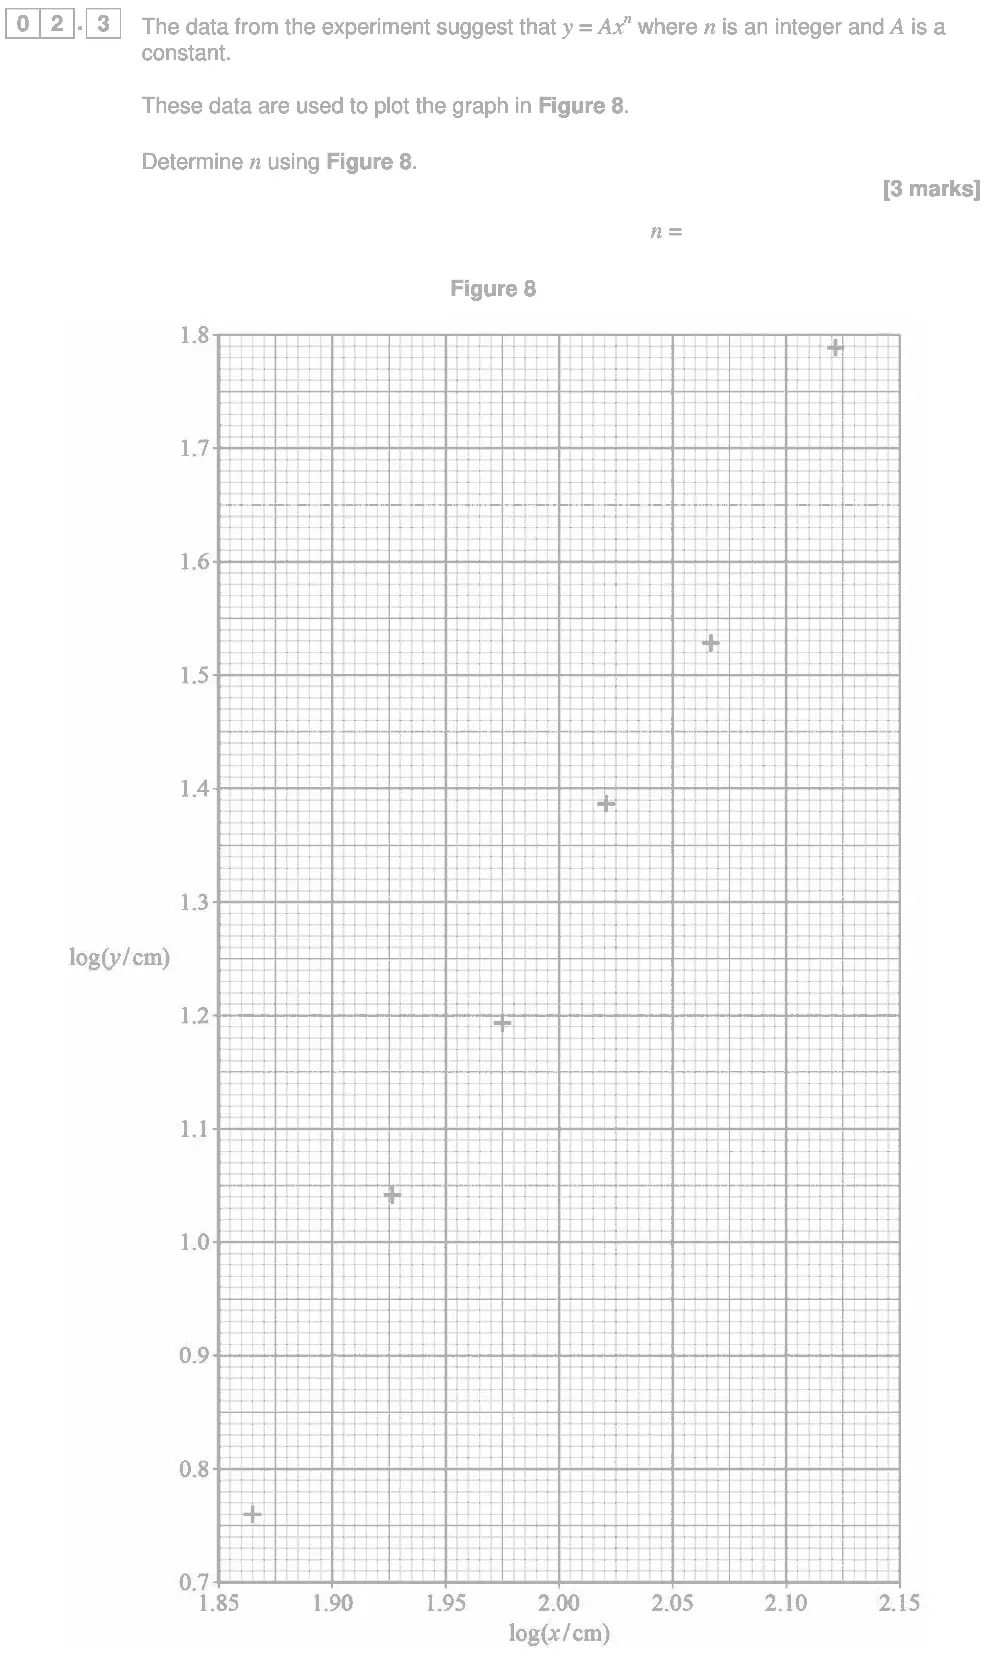 0 2 . 3 The data from the experiment suggest that y = Axⁿ where n is an integer and A is a
constant.
These data are used to plot the graph in Figure 8.
Determine n using Figure 8.
[3 marks]
n =
Figure 8
1.8
1.7
1.6
1.5
1.4
1.3
log(y/cm)
1.2
1.1
1.0
0.9
0.8
0.7
1.85 1.90 1.95 2.00 2.05 2.10 2.15
log(x/cm)